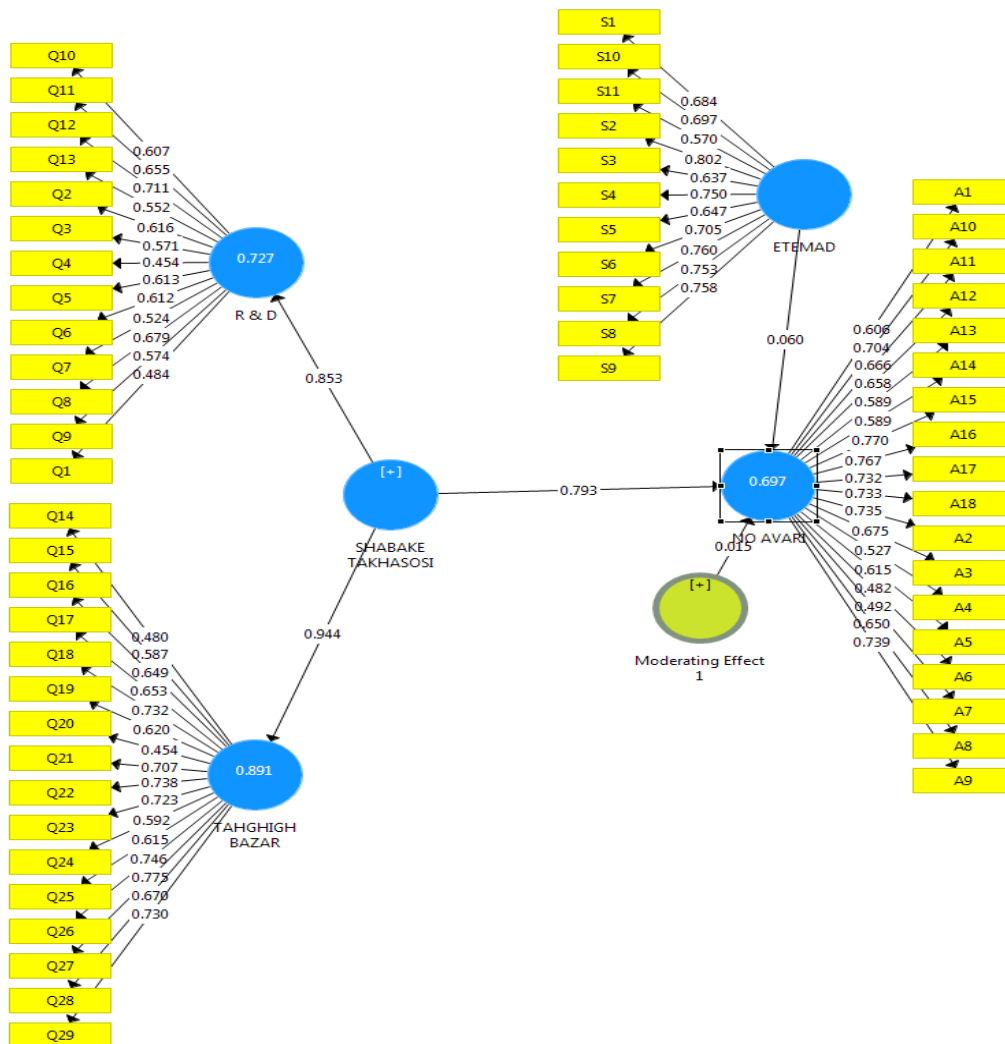 Q10
Q11
Q12
Q13
Q2
Q3
Q4
Q5
Q6
Q7
Q8
Q9
Q1
0.607
0.655
0.711
0.552
0.616
0.571
0.454
0.613
0.612
0.524
0.679
0.574
0.484
0.727
R & D
0.853
S1
S10
S11
S2
S3
S4
S5
S6
S7
S8
S9
0.684
0.697
0.570
0.802
0.637
0.750
0.647
0.705
0.760
0.753
0.758
ETEMAD
0.060
A1
A10
A11
A12
A13
A14
A15
A16
A17
A18
A2
A3
A4
A5
A6
A7
A8
A9
0.606
0.704
0.666
0.658
0.589
0.589
0.770
0.767
0.732
0.733
0.735
0.675
0.527
0.615
0.482
0.492
0.650
0.739
[+]
SHABAKE
TAKHASOSI
0.793
0.697
NO AVARI
0.015
[+]
Moderating Effect
1
0.944
Q14
Q15
Q16
Q17
Q18
Q19
Q20
Q21
Q22
Q23
Q24
Q25
Q26
Q27
Q28
Q29
0.480
0.587
0.649
0.653
0.732
0.620
0.454
0.707
0.738
0.723
0.592
0.615
0.746
0.775
0.670
0.730
0.891
TAHGHIGH
BAZAR